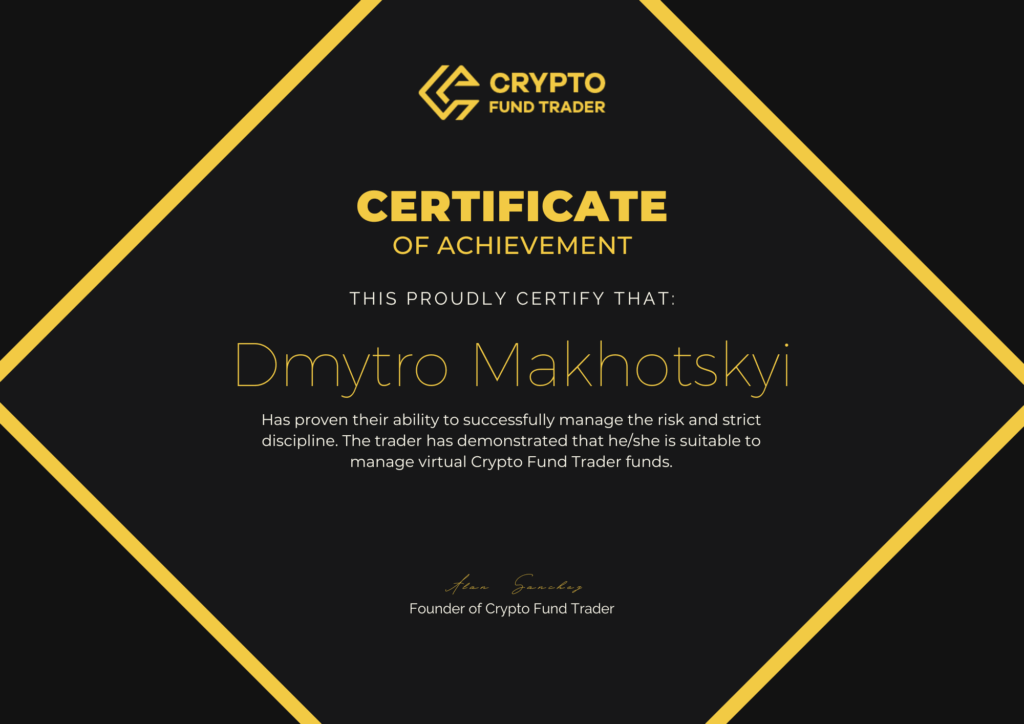 CRYPTO
FUND TRADER
CERTIFICATE
OF ACHIEVEMENT
THIS PROUDLY CERTIFY THAT:
Dmytro Makhotskyi
Has proven their ability to successfully manage the risk and strict
discipline. The trader has demonstrated that he/she is suitable to
manage virtual Crypto Fund Trader funds.
Alan Sanchez
Founder of Crypto Fund Trader